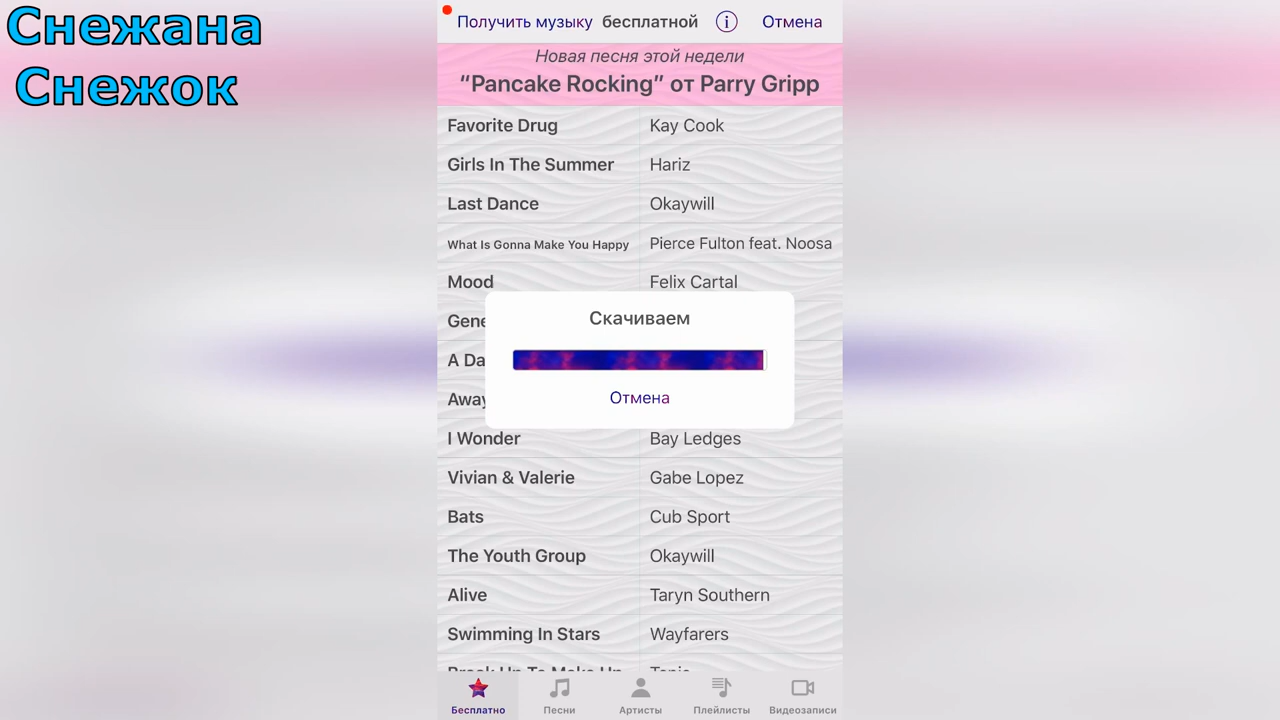 Снежана
Снежок
Получить музыку бесплатной i Отмена
Новая песня этой недели
“Pancake Rocking” от Parry Gripp
Favorite Drug Kay Cook
Girls In The Summer Hariz
Last Dance Okaywill
What Is Gonna Make You Happy Pierce Fulton feat. Noosa
Mood Felix Cartal
Gene
Скачиваем
A Da
Away
Отмена
I Wonder Bay Ledges
Vivian & Valerie Gabe Lopez
Bats Cub Sport
The Youth Group Okaywill
Alive Taryn Southern
Swimming In Stars Wayfarers
Бесплатно Песни Артисты Плейлисты Видеозаписи